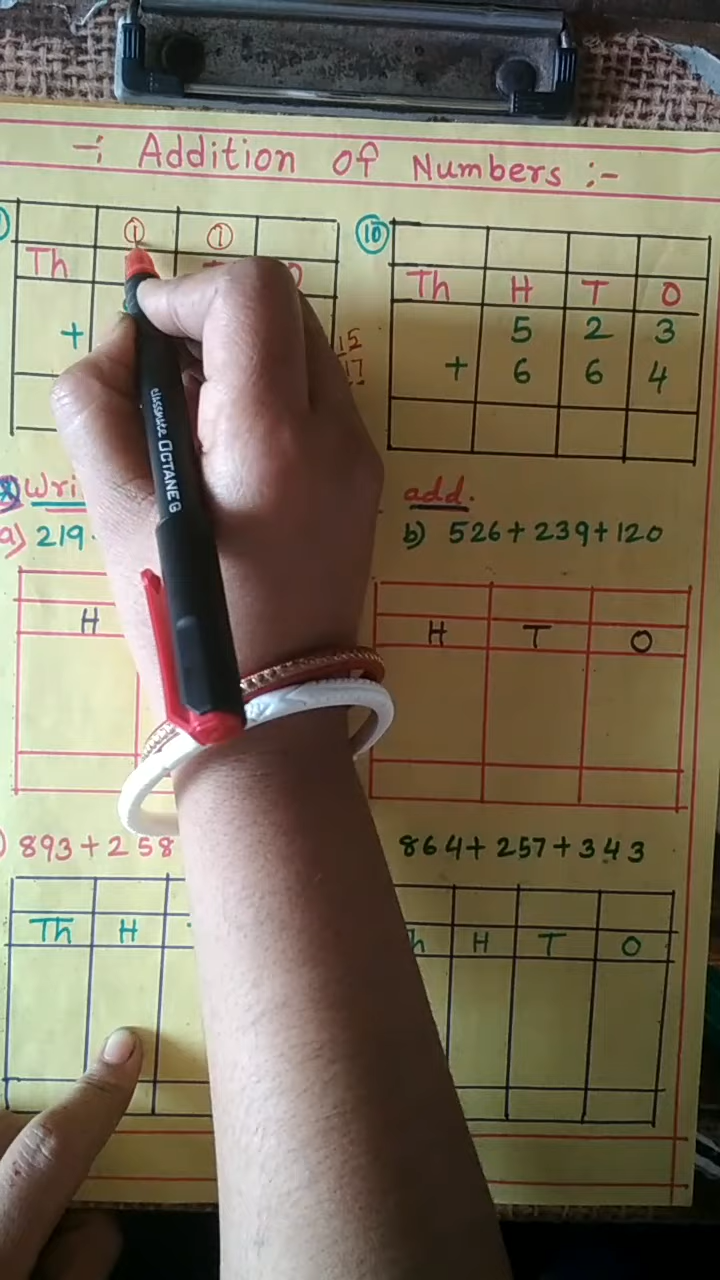 -: Addition of Numbers :-
1 1
Th
+
15
17
10
Th H T O
5 2 3
+ 6 6 4
add.
a) 219
b) 526+239+120
H
H T O
893+258
864+257+343
Th H
H T O
classmate OCTANE G